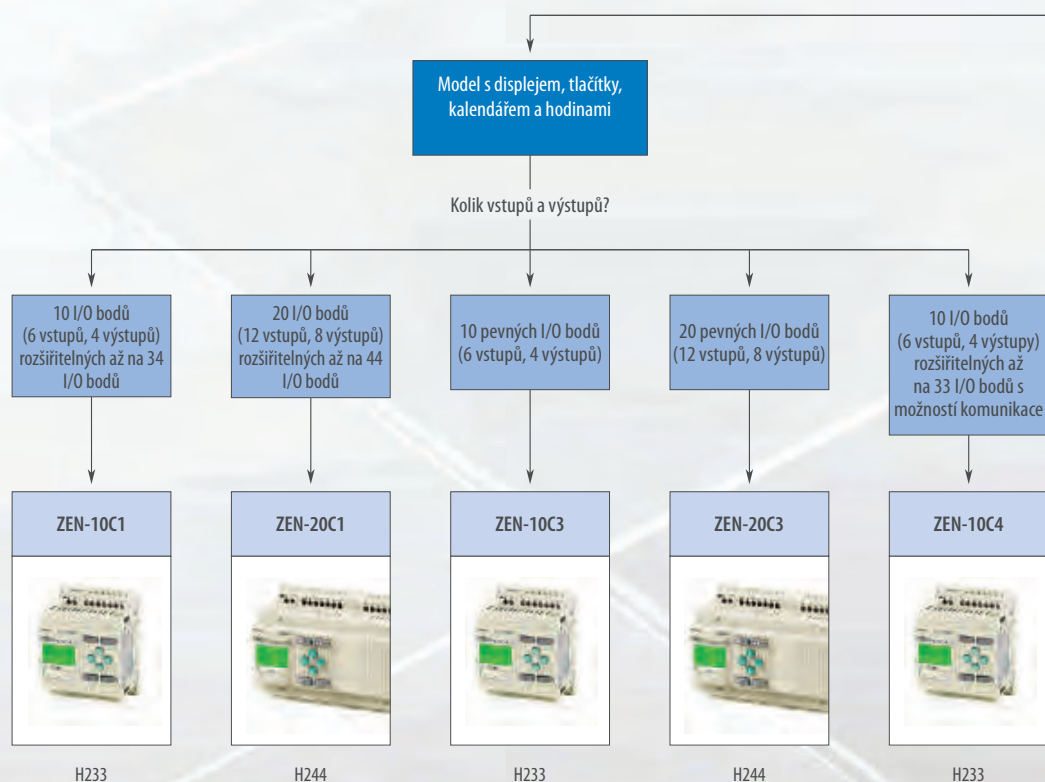 Model s displejem, tlačítky,
kalendářem a hodinami
Kolik vstupů a výstupů?
10 I/O bodů
(6 vstupů, 4 výstupů)
rozšiřitelných až na 34
I/O bodů
20 I/O bodů
(12 vstupů, 8 výstupů)
rozšiřitelných až na 44
I/O bodů
10 pevných I/O bodů
(6 vstupů, 4 výstupů)
20 pevných I/O bodů
(12 vstupů, 8 výstupů)
10 I/O bodů
(6 vstupů, 4 výstupy)
rozšiřitelných až
na 33 I/O bodů s
možností komunikace
ZEN-10C1
ZEN-20C1
ZEN-10C3
ZEN-20C3
ZEN-10C4
H233
H244
H233
H244
H233